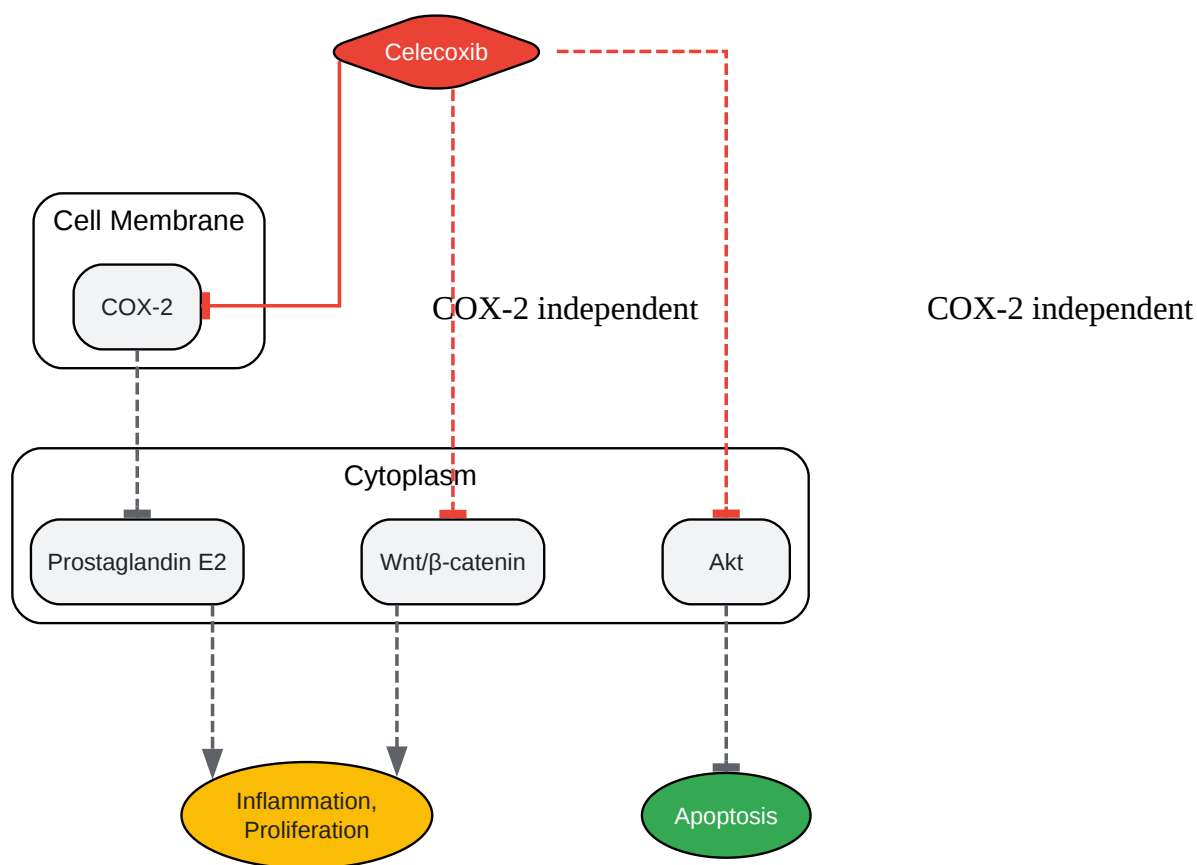 Celecoxib
Cell Membrane
COX-2
COX-2 independent
COX-2 independent
Cytoplasm
Prostaglandin E2
Wnt/β-catenin
Akt
Inflammation,
Proliferation
Apoptosis